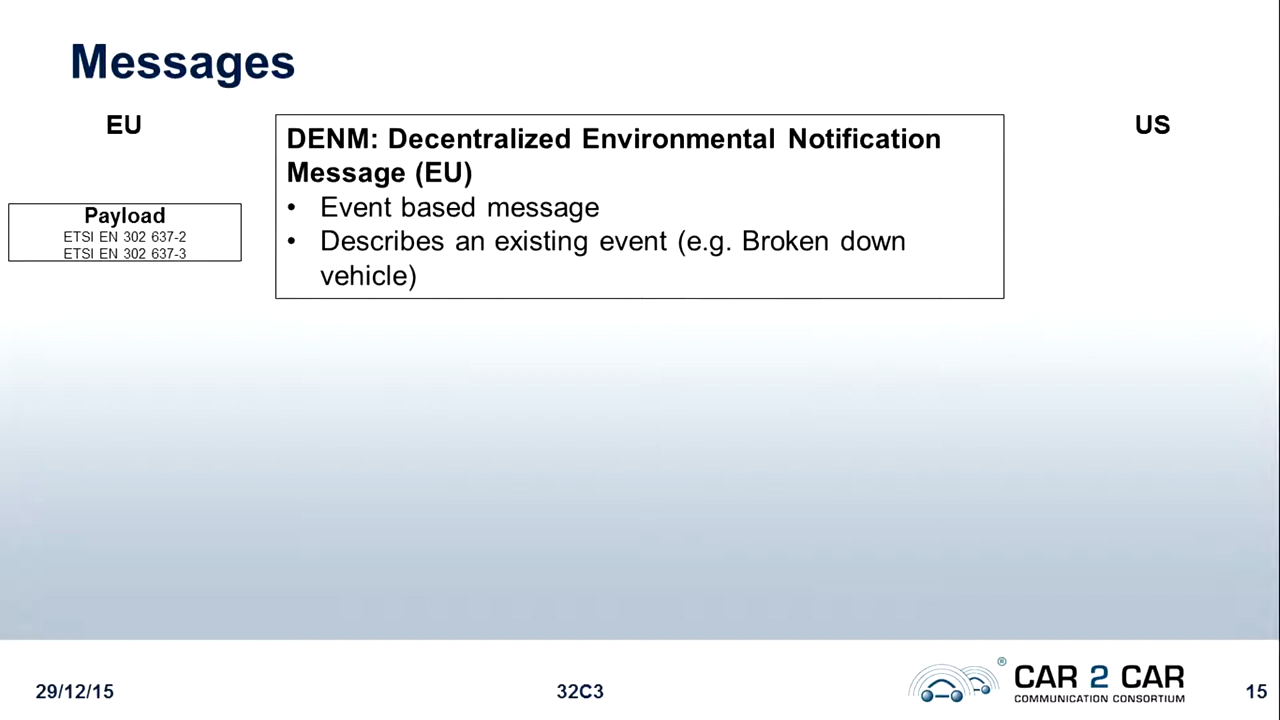 Messages
EU
US
DENM: Decentralized Environmental Notification
Message (EU)
• Event based message
• Describes an existing event (e.g. Broken down
vehicle)
Payload
ETSI EN 302 637-2
ETSI EN 302 637-3
29/12/15
32C3
® CAR 2 CAR
COMMUNICATION CONSORTIUM
15